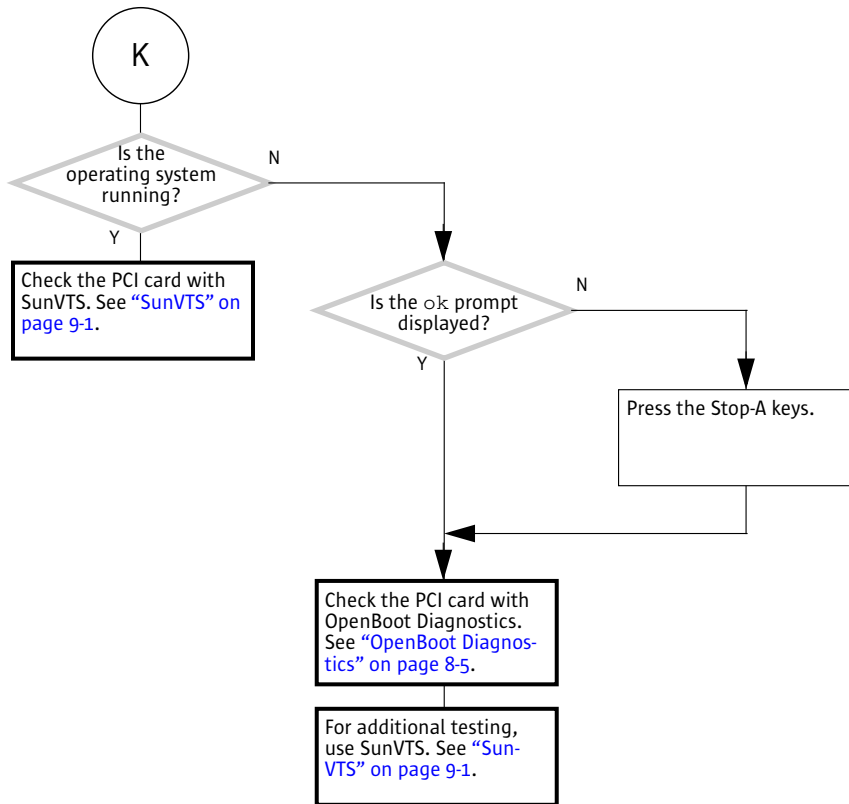 K
Is the
operating system
running?
N
Y
Check the PCI card with
SunVTS. See “SunVTS” on
page 9-1.
Is the ok prompt
displayed?
N
Y
Press the Stop-A keys.
Check the PCI card with
OpenBoot Diagnostics.
See “OpenBoot Diagnos-
tics” on page 8-5.
For additional testing,
use SunVTS. See “Sun-
VTS” on page 9-1.